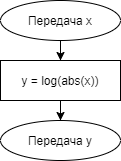 Передача x
y = log(abs(x))
Передача y